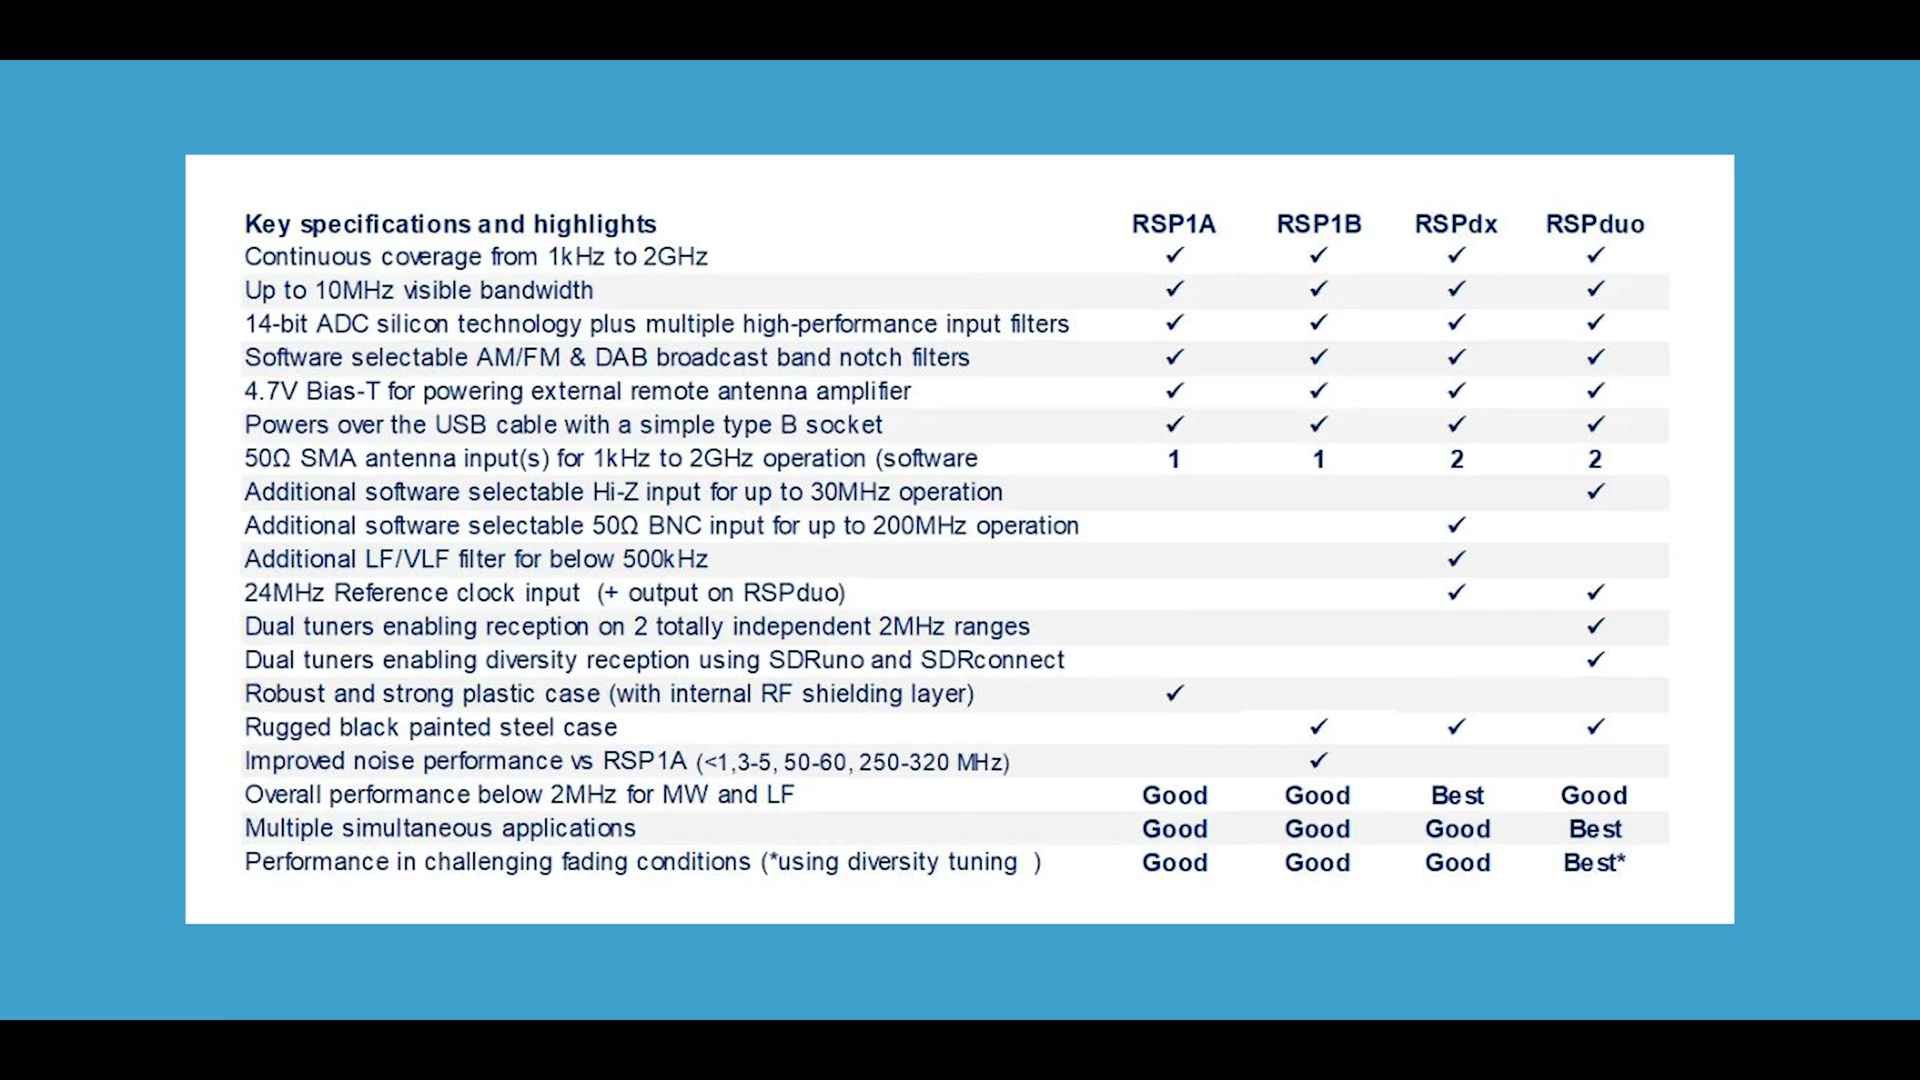 Key specifications and highlights RSP1A RSP1B RSPdx RSPduo
Continuous coverage from 1kHz to 2GHz ✓ ✓ ✓ ✓
Up to 10MHz visible bandwidth ✓ ✓ ✓ ✓
14-bit ADC silicon technology plus multiple high-performance input filters ✓ ✓ ✓ ✓
Software selectable AM/FM & DAB broadcast band notch filters ✓ ✓ ✓ ✓
4.7V Bias-T for powering external remote antenna amplifier ✓ ✓ ✓ ✓
Powers over the USB cable with a simple type B socket ✓ ✓ ✓ ✓
50Ω SMA antenna input(s) for 1kHz to 2GHz operation (software 1 1 2 2
Additional software selectable Hi-Z input for up to 30MHz operation ✓
Additional software selectable 50Ω BNC input for up to 200MHz operation ✓
Additional LF/VLF filter for below 500kHz ✓
24MHz Reference clock input (+ output on RSPduo) ✓ ✓
Dual tuners enabling reception on 2 totally independent 2MHz ranges ✓
Dual tuners enabling diversity reception using SDRuno and SDRconnect ✓
Robust and strong plastic case (with internal RF shielding layer) ✓
Rugged black painted steel case ✓ ✓ ✓
Improved noise performance vs RSP1A (<1,3-5, 50-60, 250-320 MHz) ✓
Overall performance below 2MHz for MW and LF Good Good Best Good
Multiple simultaneous applications Good Good Good Best
Performance in challenging fading conditions (*using diversity tuning ) Good Good Good Best*